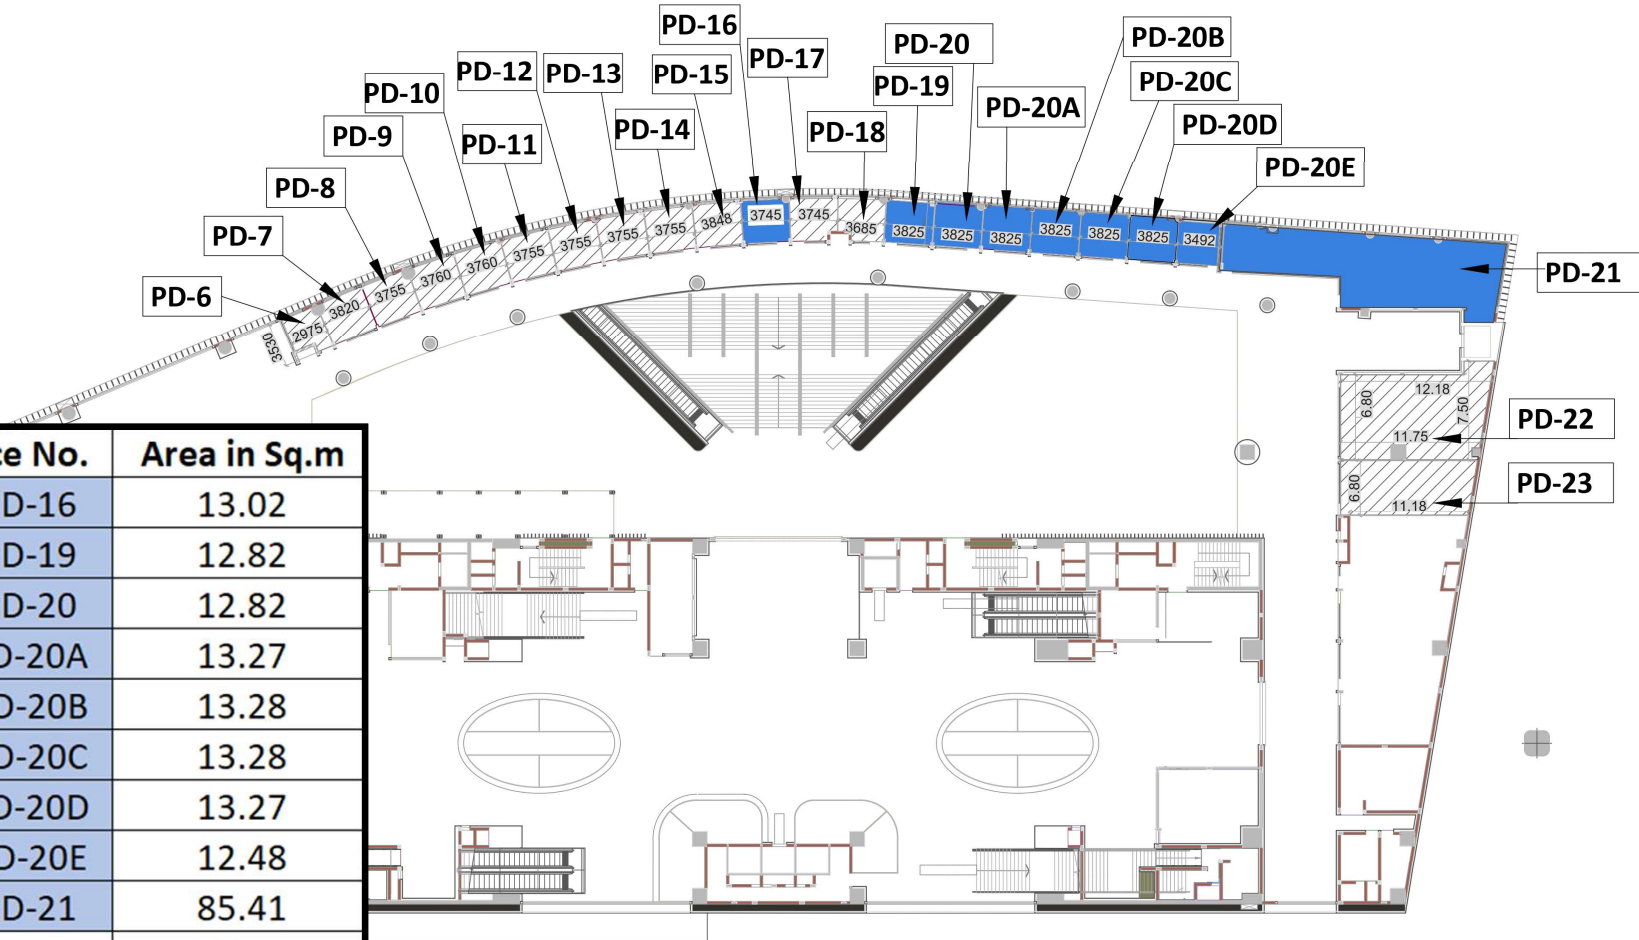 PD-16
PD-17
PD-20
PD-20B
PD-12
PD-13
PD-15
PD-20C
PD-10
PD-19
PD-20A
PD-9
PD-11
PD-14
PD-18
PD-20D
PD-20E
PD-8
PD-7
PD-6
PD-21
3530
2975
3820
3755
3760
3760
3755
3755
3755
3755
3848
3745
3745
3685
3825
3825
3825
3825
3825
3825
3492
12.18
6.80
7.50
11.75
PD-22
6.80
11.18
PD-23
ce No. Area in Sq.m
D-16 13.02
D-19 12.82
D-20 12.82
D-20A 13.27
D-20B 13.28
D-20C 13.28
D-20D 13.27
D-20E 12.48
D-21 85.41